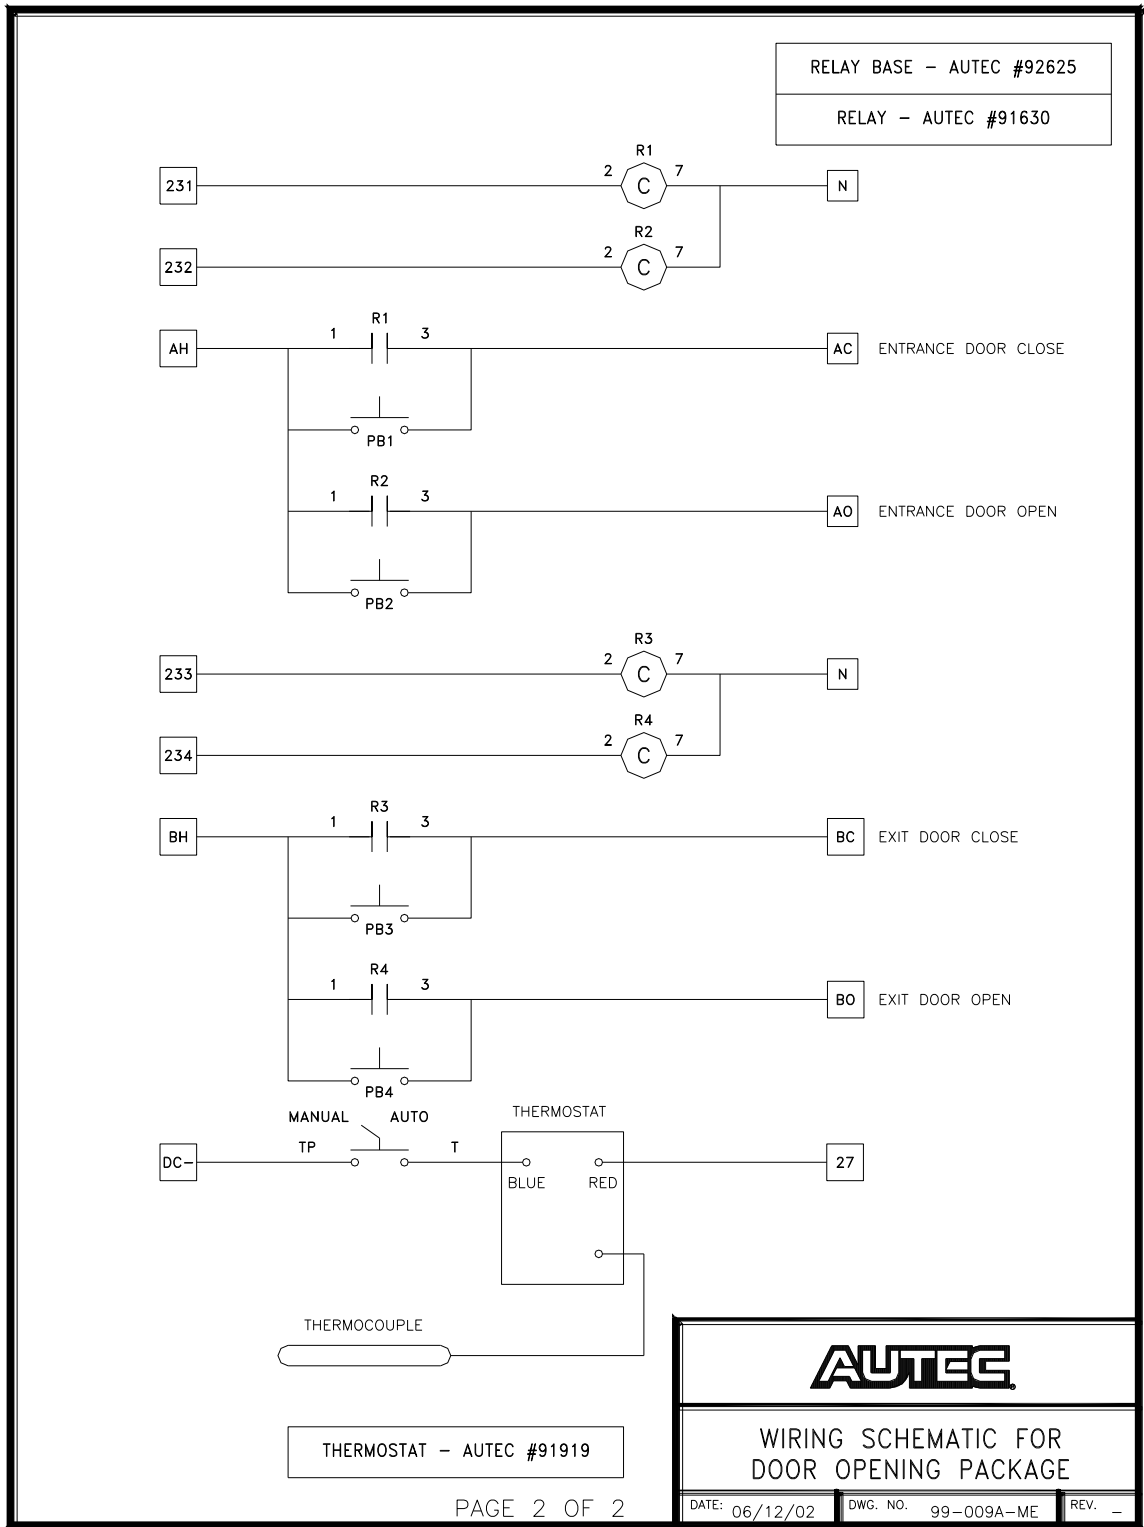 RELAY BASE – AUTEC #92625
RELAY – AUTEC #91630
R1
231 2 C 7 N
R2
232 2 C 7
R1
AH 1 3 AC ENTRANCE DOOR CLOSE
PB1
R2
1 3 AO ENTRANCE DOOR OPEN
PB2
R3
233 2 C 7 N
R4
234 2 C 7
R3
BH 1 3 BC EXIT DOOR CLOSE
PB3
R4
1 3 BO EXIT DOOR OPEN
PB4
THERMOSTAT
MANUAL AUTO
DC– TP T 27
BLUE RED
THERMOCOUPLE
THERMOSTAT – AUTEC #91919
PAGE 2 OF 2
AUTEC®
WIRING SCHEMATIC FOR
DOOR OPENING PACKAGE
DATE: 06/12/02 DWG. NO. 99–009A–ME REV. –